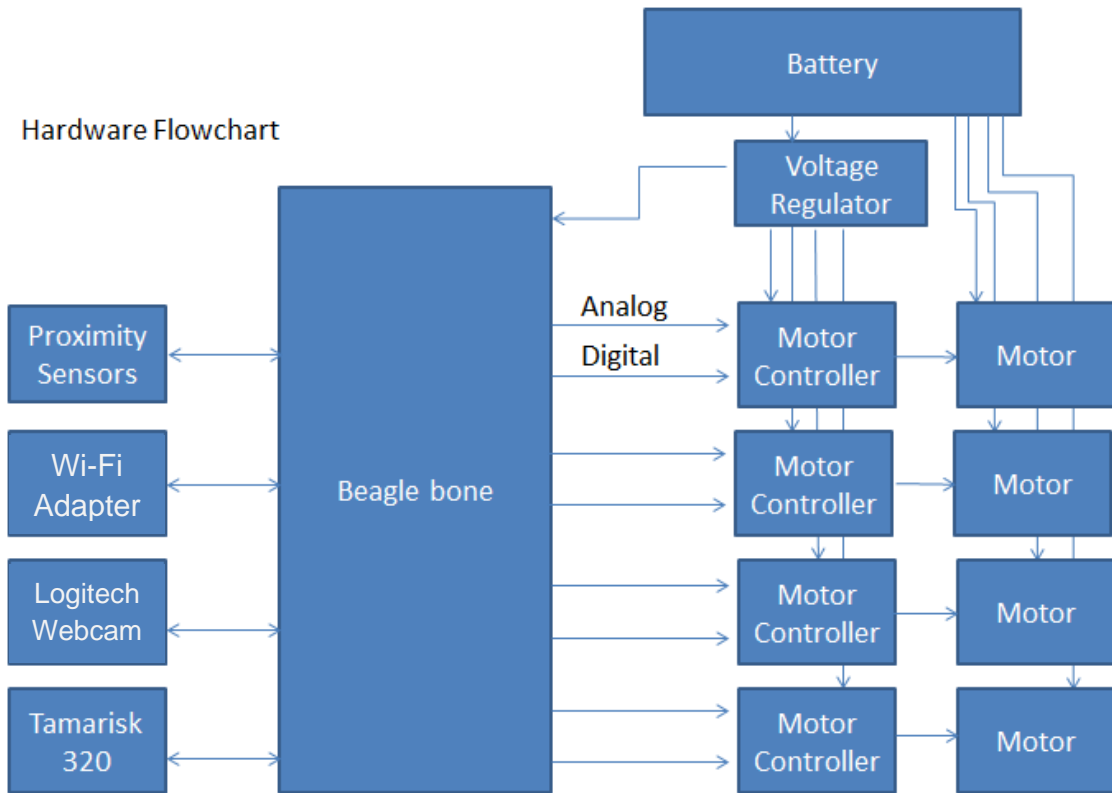 Battery
Hardware Flowchart
Voltage
Regulator
Analog
Digital
Proximity
Sensors
Motor
Controller
Motor
Wi-Fi
Adapter
Beagle bone
Motor
Controller
Motor
Logitech
Webcam
Motor
Controller
Motor
Tamarisk
320
Motor
Controller
Motor